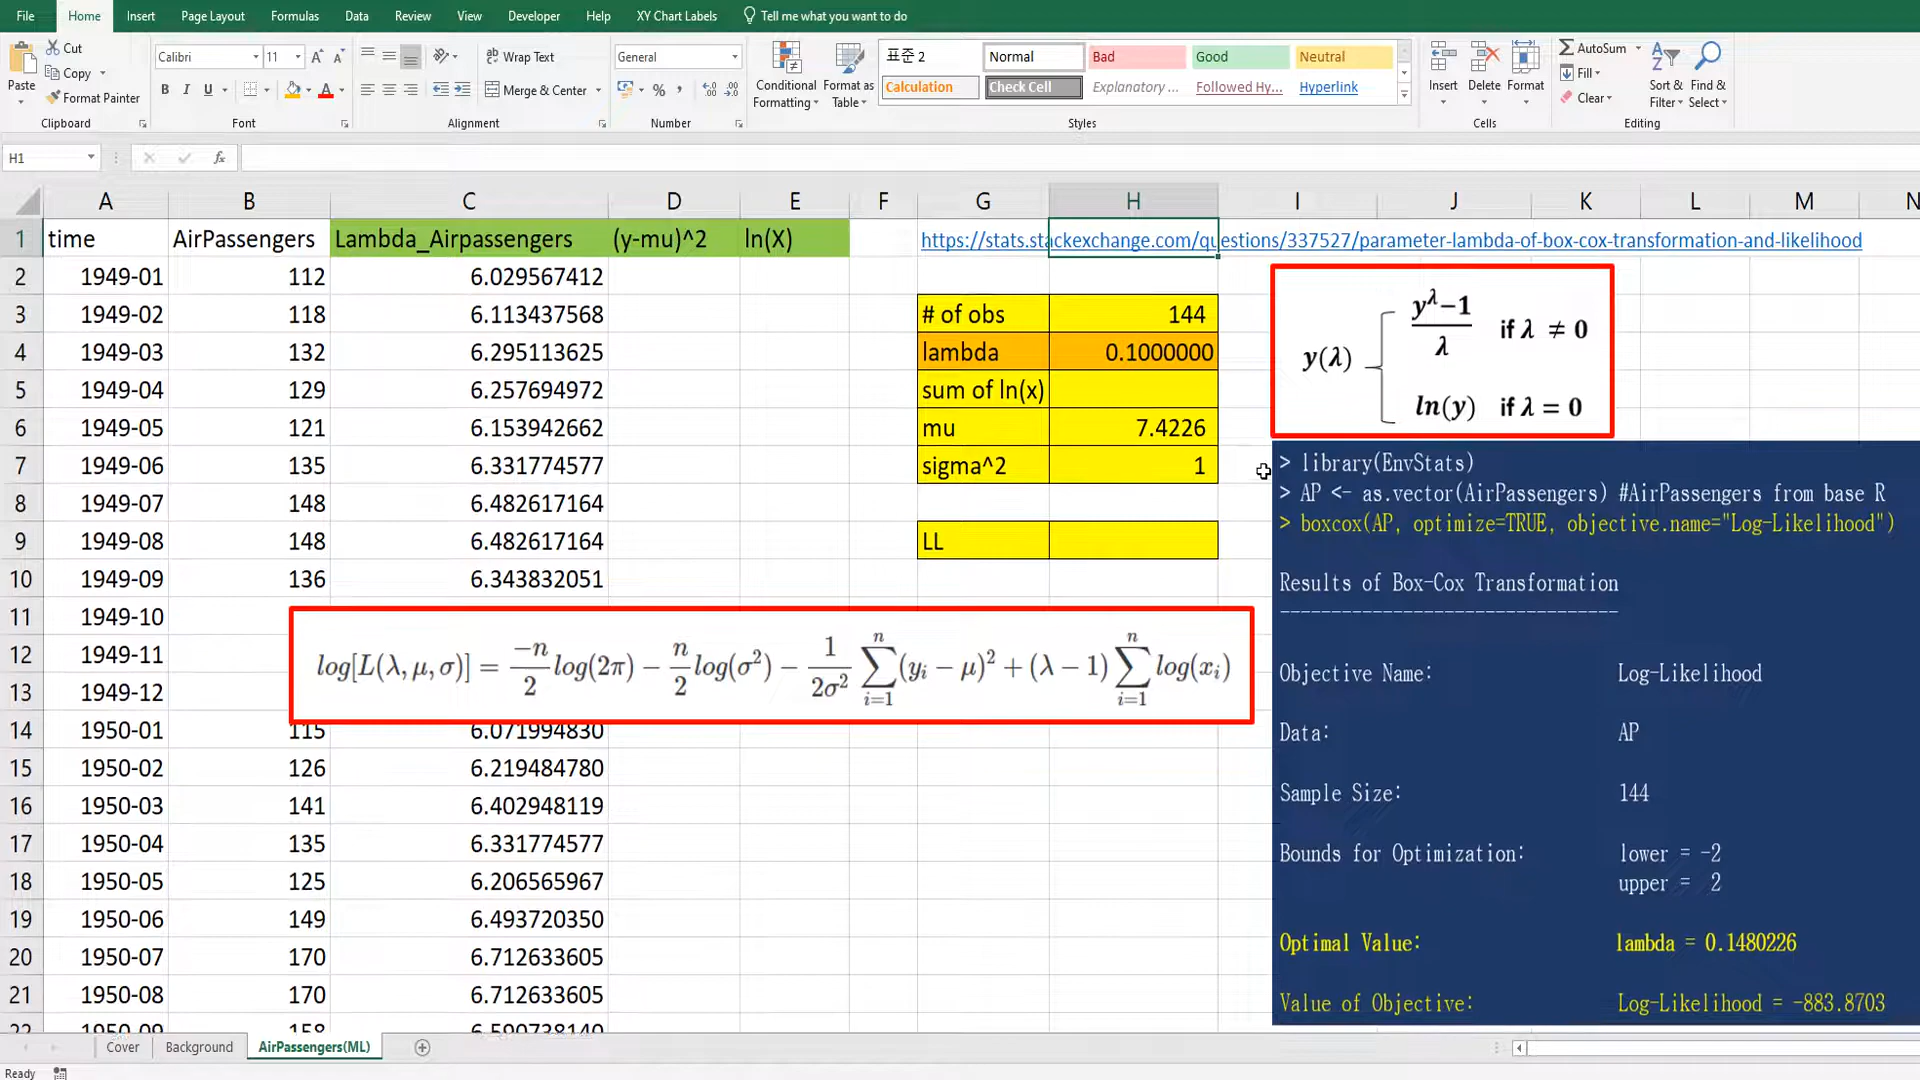 File Home Insert Page Layout Formulas Data Review View Developer Help XY Chart Labels Tell me what you want to do
Paste Cut Copy Format Painter Clipboard
Calibri 11 A A B I U A Font
ab Wrap Text Merge & Center Alignment
General % , Number
Conditional Formatting Format as Table
표준 2 Normal Bad Good Neutral
Calculation Check Cell Explanatory ... Followed Hy... Hyperlink
Styles
Insert Delete Format Cells
AutoSum Fill Clear Sort & Filter Find & Select Editing
H1 fx
A B C D E F G H I J K L M N
1 time AirPassengers Lambda_Airpassengers (y-mu)^2 ln(X) https://stats.stackexchange.com/questions/337527/parameter-lambda-of-box-cox-transformation-and-likelihood
2 1949-01 112 6.029567412
3 1949-02 118 6.113437568 # of obs 144
4 1949-03 132 6.295113625 lambda 0.1000000
5 1949-04 129 6.257694972 sum of ln(x)
6 1949-05 121 6.153942662 mu 7.4226
7 1949-06 135 6.331774577 sigma^2 1
8 1949-07 148 6.482617164
9 1949-08 148 6.482617164 LL
10 1949-09 136 6.343832051
11 1949-10
12 1949-11
13 1949-12
14 1950-01 115 6.071994830
15 1950-02 126 6.219484780
16 1950-03 141 6.402948119
17 1950-04 135 6.331774577
18 1950-05 125 6.206565967
19 1950-06 149 6.493720350
20 1950-07 170 6.712633605
21 1950-08 170 6.712633605
22 1950-09 158 6.590738140
y(λ) { (y^λ−1)/λ if λ ≠ 0
ln(y) if λ = 0
log[L(λ, μ, σ)] = −n/2 log(2π) − n/2 log(σ²) − 1/2σ² ∑_{i=1}^{n} (y_i − μ)² + (λ − 1) ∑_{i=1}^{n} log(x_i)
> library(EnvStats)
> AP <- as.vector(AirPassengers) #AirPassengers from base R
> boxcox(AP, optimize=TRUE, objective.name="Log-Likelihood")
Results of Box-Cox Transformation
---------------------------------
Objective Name: Log-Likelihood
Data: AP
Sample Size: 144
Bounds for Optimization: lower = -2
upper = 2
Optimal Value: lambda = 0.1480226
Value of Objective: Log-Likelihood = -883.8703
Cover Background AirPassengers(ML)
Ready